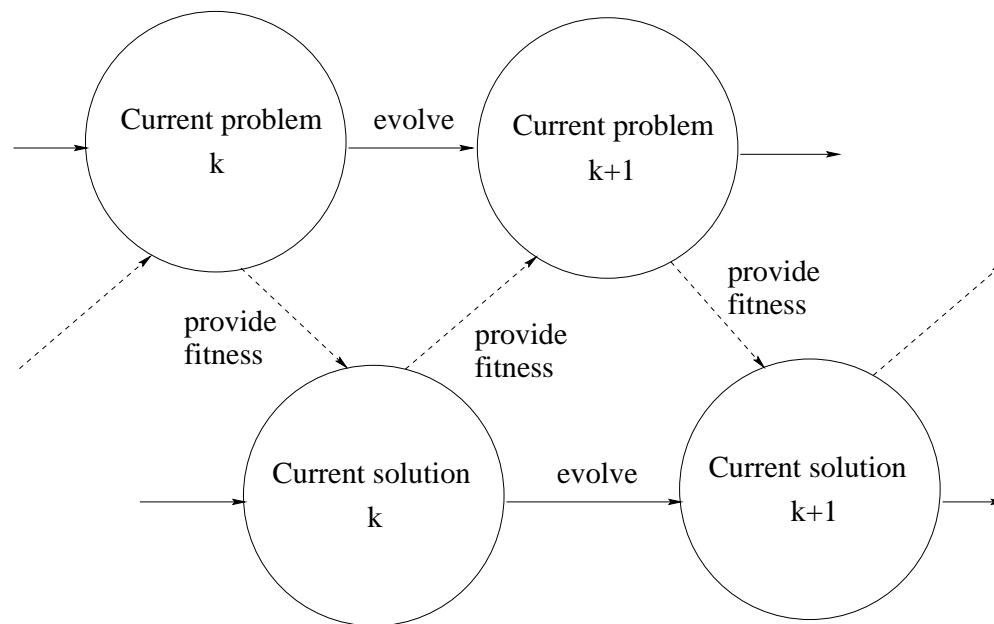 Current problem
k
evolve
Current problem
k+1
provide
fitness
provide
fitness
provide
fitness
Current solution
k
evolve
Current solution
k+1